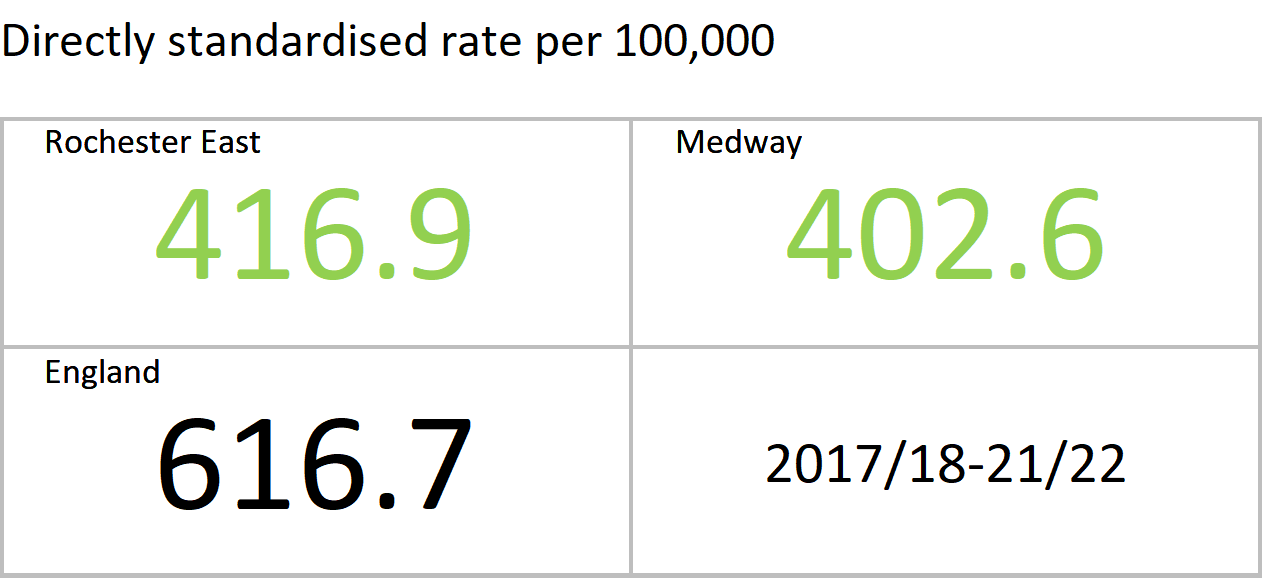 Directly standardised rate per 100,000
Rochester East
416.9
Medway
402.6
England
616.7
2017/18-21/22